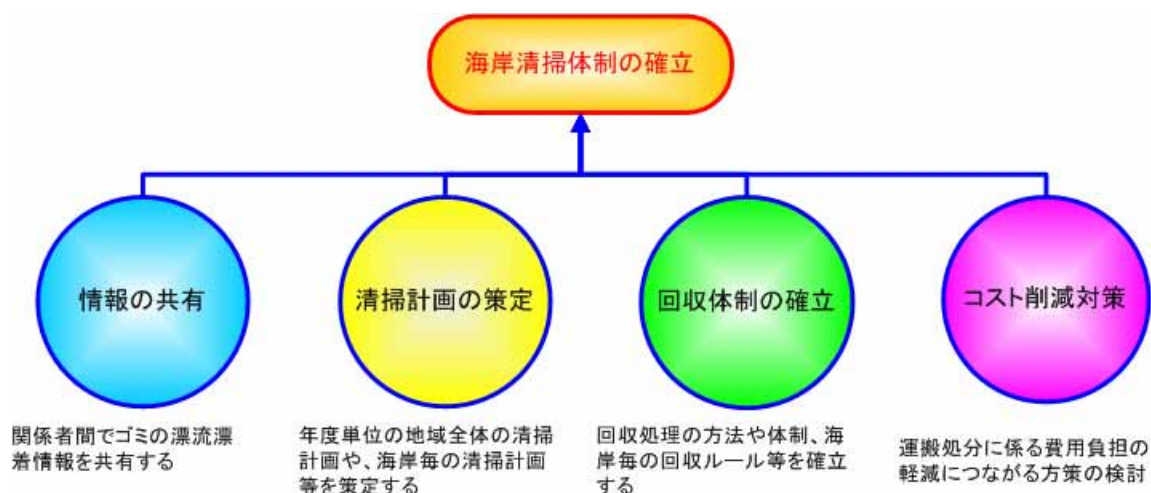 海岸清掃体制の確立
情報の共有
清掃計画の策定
回収体制の確立
コスト削減対策
関係者間でゴミの漂流漂
着情報を共有する
年度単位の地域全体の清掃
計画や、海岸毎の清掃計画
等を策定する
回収処理の方法や体制、海
岸毎の回収ルール等を確立
する
運搬処分に係る費用負担の
軽減につながる方策の検討